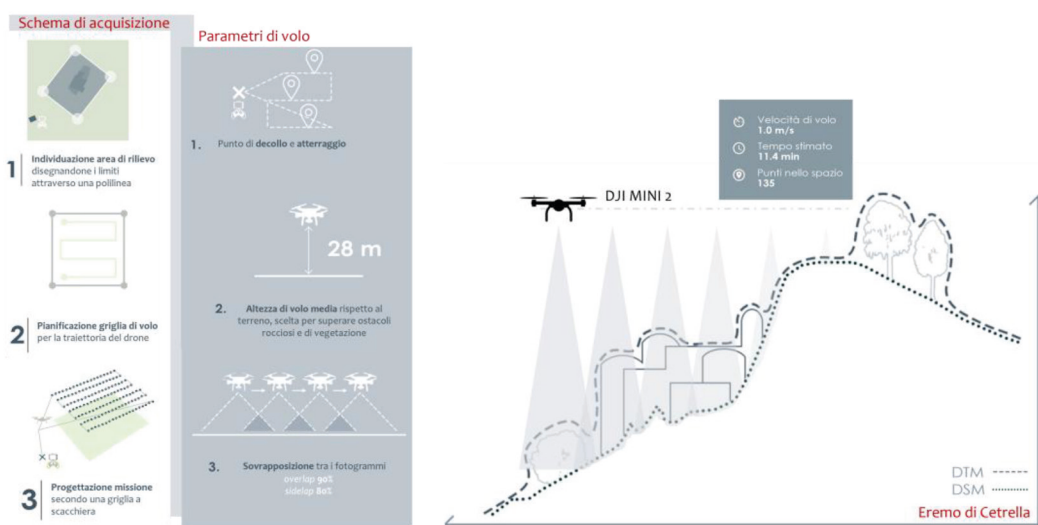 Schema di acquisizione
1
Individuazione area di rilievo
disegnandone i limiti
attraverso una polilinea
2
Pianificazione griglia di volo
per la traiettoria del drone
3
Progettazione missione
secondo una griglia a
scacchiera
Parametri di volo
1. Punto di decollo e atterraggio
28 m
2. Altezza di volo media rispetto al
terreno, scelta per superare ostacoli
rocciosi e di vegetazione
3. Sovrapposizione tra i fotogrammi
overlap 90%
sidelap 80%
Velocità di volo
1.0 m/s
Tempo stimato
11.4 min
Punti nello spazio
135
DJI MINI 2
DTM
DSM
Eremo di Cetrella